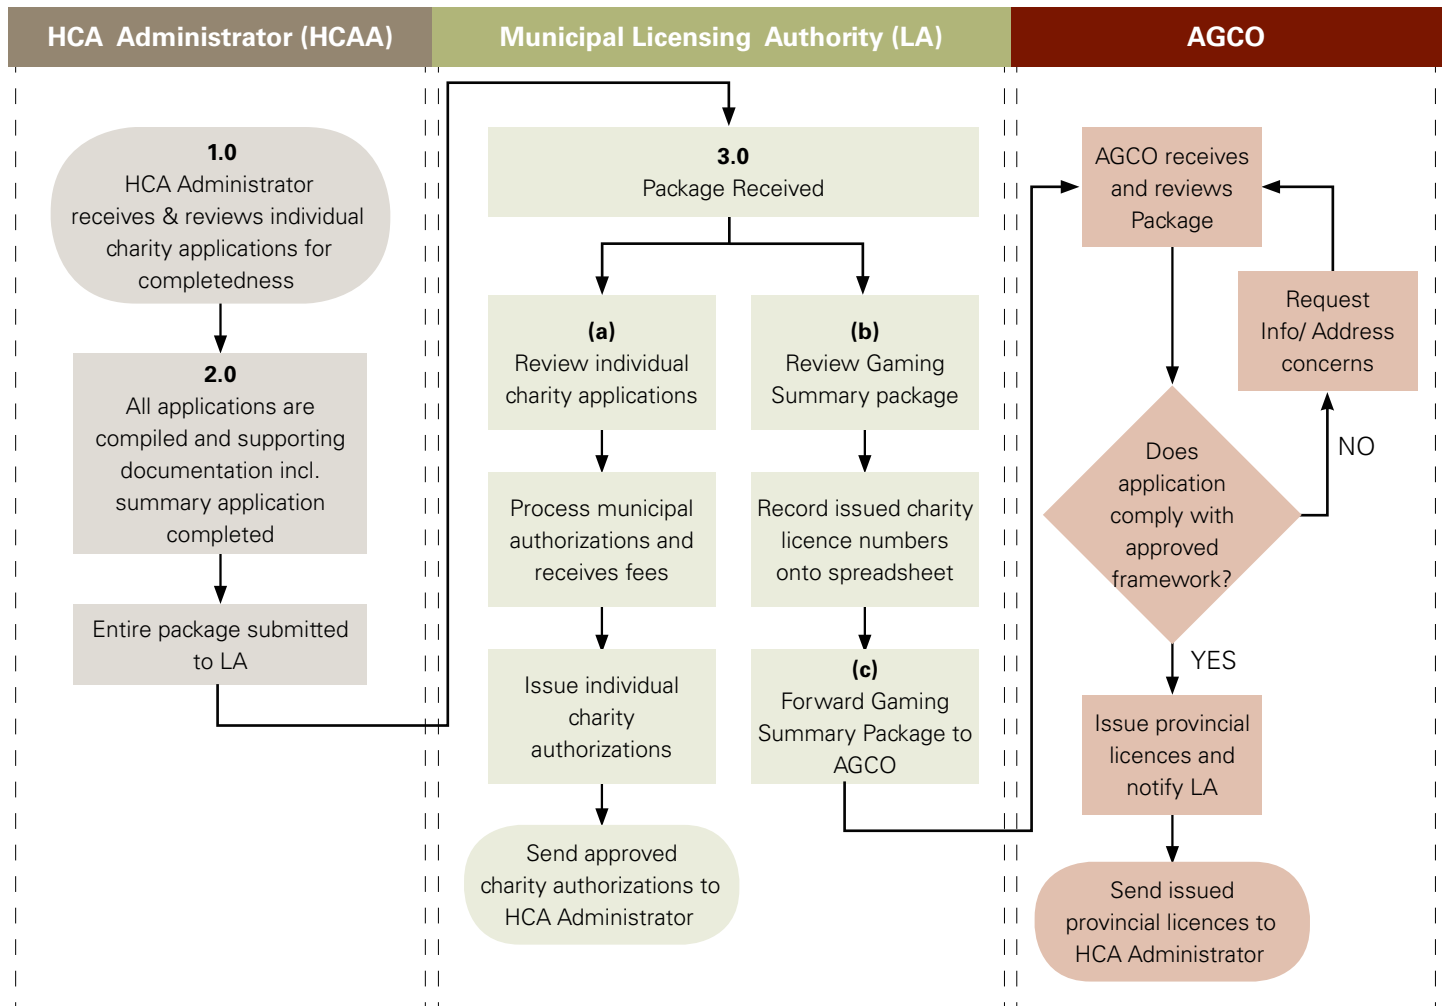 HCA Administrator (HCAA)
Municipal Licensing Authority (LA)
AGCO
1.0
HCA Administrator
receives & reviews individual
charity applications for
completedness
2.0
All applications are
compiled and supporting
documentation incl.
summary application
completed
Entire package submitted
to LA
3.0
Package Received
(a)
Review individual
charity applications
Process municipal
authorizations and
receives fees
Issue individual
charity
authorizations
Send approved
charity authorizations to
HCA Administrator
(b)
Review Gaming
Summary package
Record issued charity
licence numbers
onto spreadsheet
(c)
Forward Gaming
Summary Package to
AGCO
AGCO receives
and reviews
Package
Request
Info/ Address
concerns
NO
Does
application
comply with
approved
framework?
YES
Issue provincial
licences and
notify LA
Send issued
provincial licences to
HCA Administrator